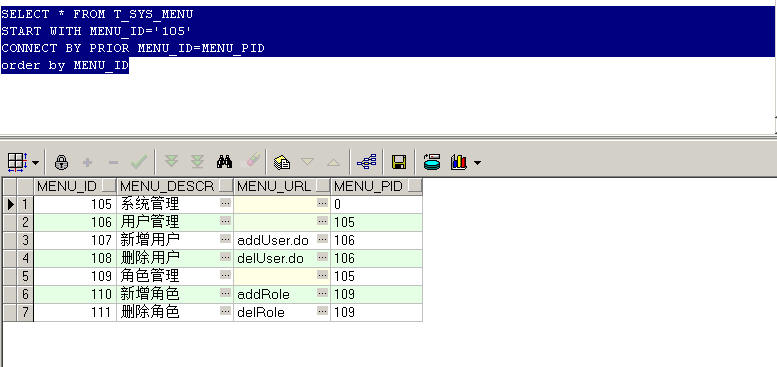 SELECT * FROM T_SYS_MENU
START WITH MENU_ID='105'
CONNECT BY PRIOR MENU_ID=MENU_PID
order by MENU_ID
MENU_ID MENU_DESCR MENU_URL MENU_PID
1 105 系统管理 ... ... 0
2 106 用户管理 ... ... 105
3 107 新增用户 ... addUser.do ... 106
4 108 删除用户 ... delUser.do ... 106
5 109 角色管理 ... ... 105
6 110 新增角色 ... addRole ... 109
7 111 删除角色 ... delRole ... 109